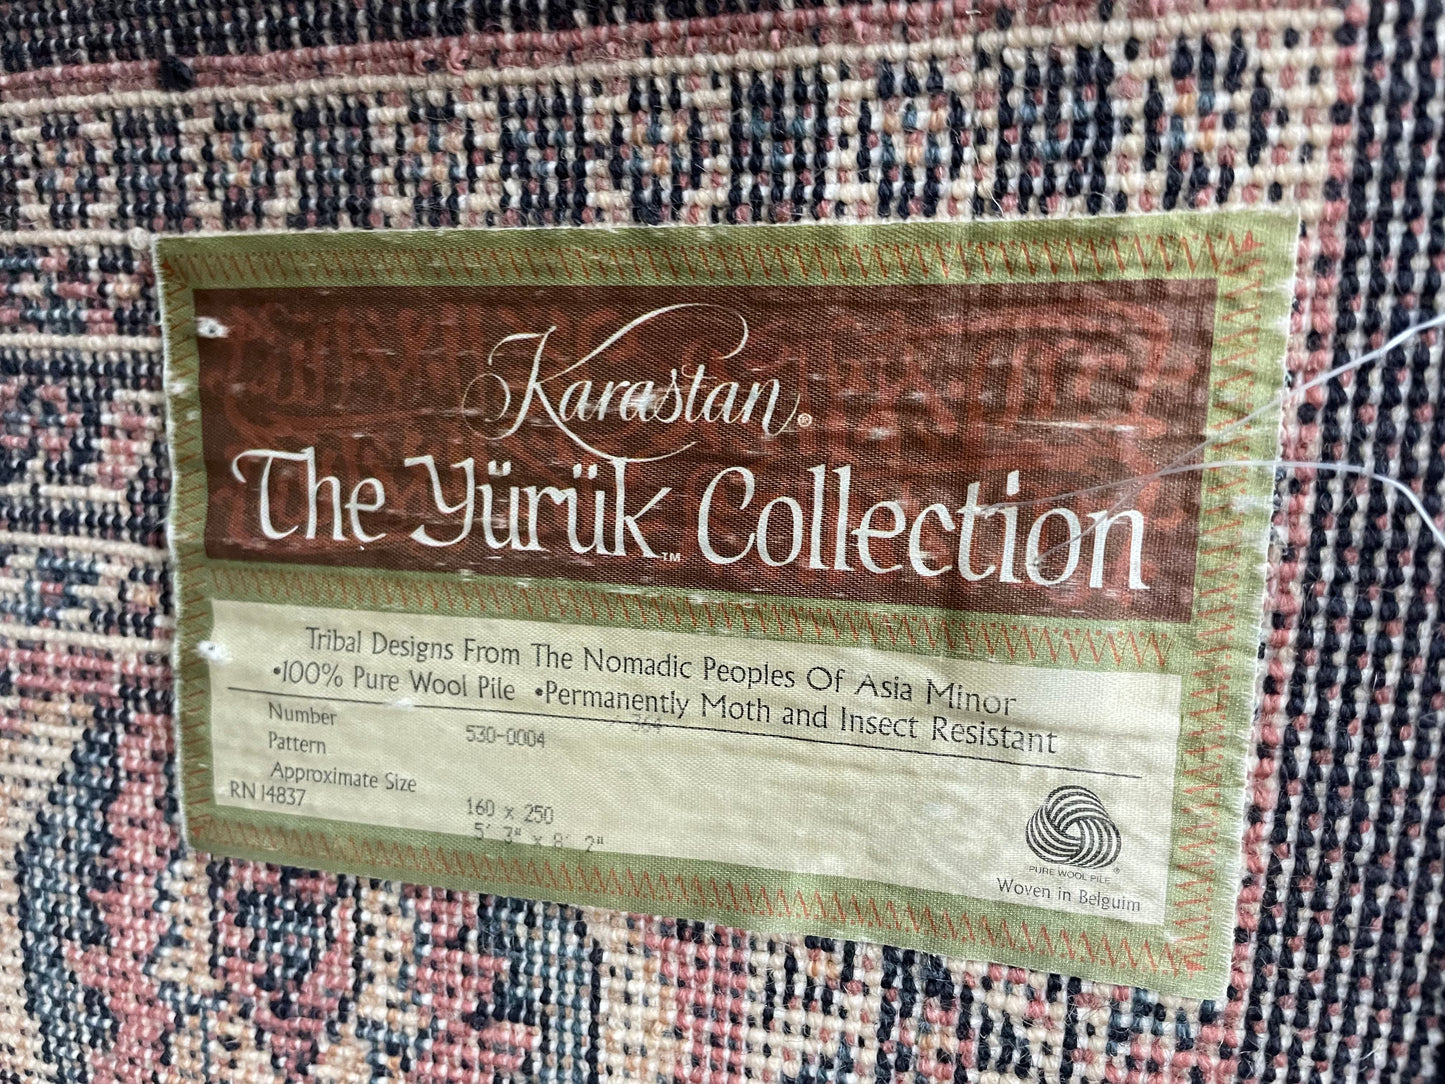 Karastan®
The Yürük™ Collection
Tribal Designs From The Nomadic Peoples Of Asia Minor
•100% Pure Wool Pile •Permanently Moth and Insect Resistant
Number 530-0004 364
Pattern
Approximate Size 160 x 250
RN 14837 5' 3" x 8' 2"
PURE WOOL PILE ®
Woven in Belguim